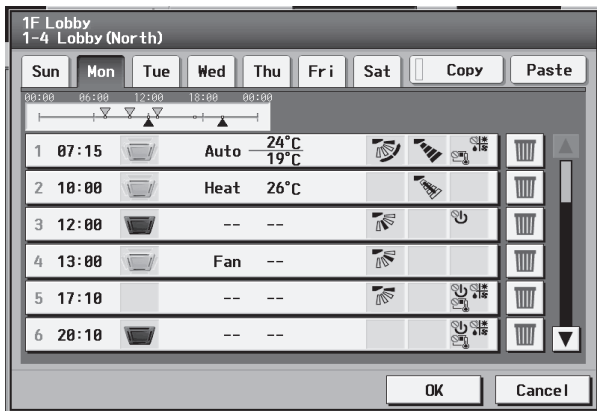 1F Lobby
1-4 Lobby(North)
Sun Mon Tue Wed Thu Fri Sat Copy Paste
00:00 06:00 12:00 18:00 00:00
1 07:15 Auto 24°C
19°C
2 10:00 Heat 26°C
3 12:00 -- --
4 13:00 Fan --
5 17:10 -- --
6 20:10 -- --
OK Cancel